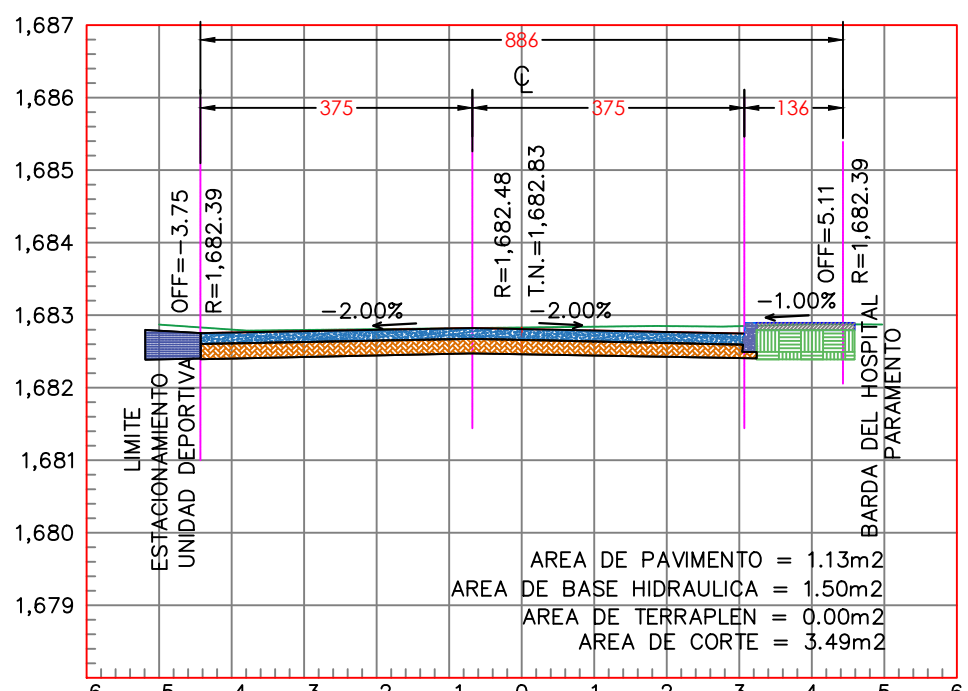 1,687
886
℄
1,686
375
375
136
1,685
OFF=-3.75
R=1,682.39
R=1,682.48
T.N.=1,682.83
OFF=5.11
R=1,682.39
1,684
1,683
-2.00%
-2.00%
-1.00%
1,682
LIMITE
ESTACIONAMIENTO
UNIDAD DEPORTIVA
BARDA DEL HOSPITAL
PARAMENTO
1,681
1,680
AREA DE PAVIMENTO = 1.13m2
AREA DE BASE HIDRAULICA = 1.50m2
1,679
AREA DE TERRAPLEN = 0.00m2
AREA DE CORTE = 3.49m2
-6 -5 -4 -3 -2 -1 0 1 2 3 4 5 6